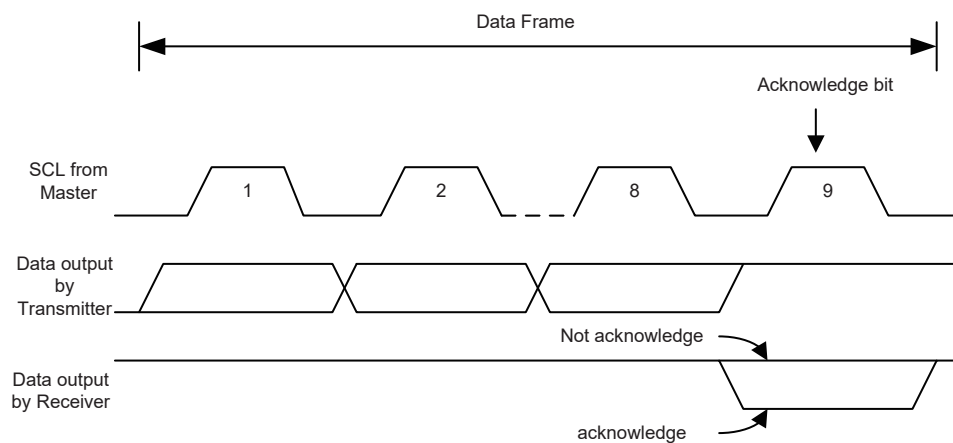 Data Frame
Acknowledge bit
SCL from
Master
1
2
8
9
Data output
by
Transmitter
Not acknowledge
Data output
by Receiver
acknowledge